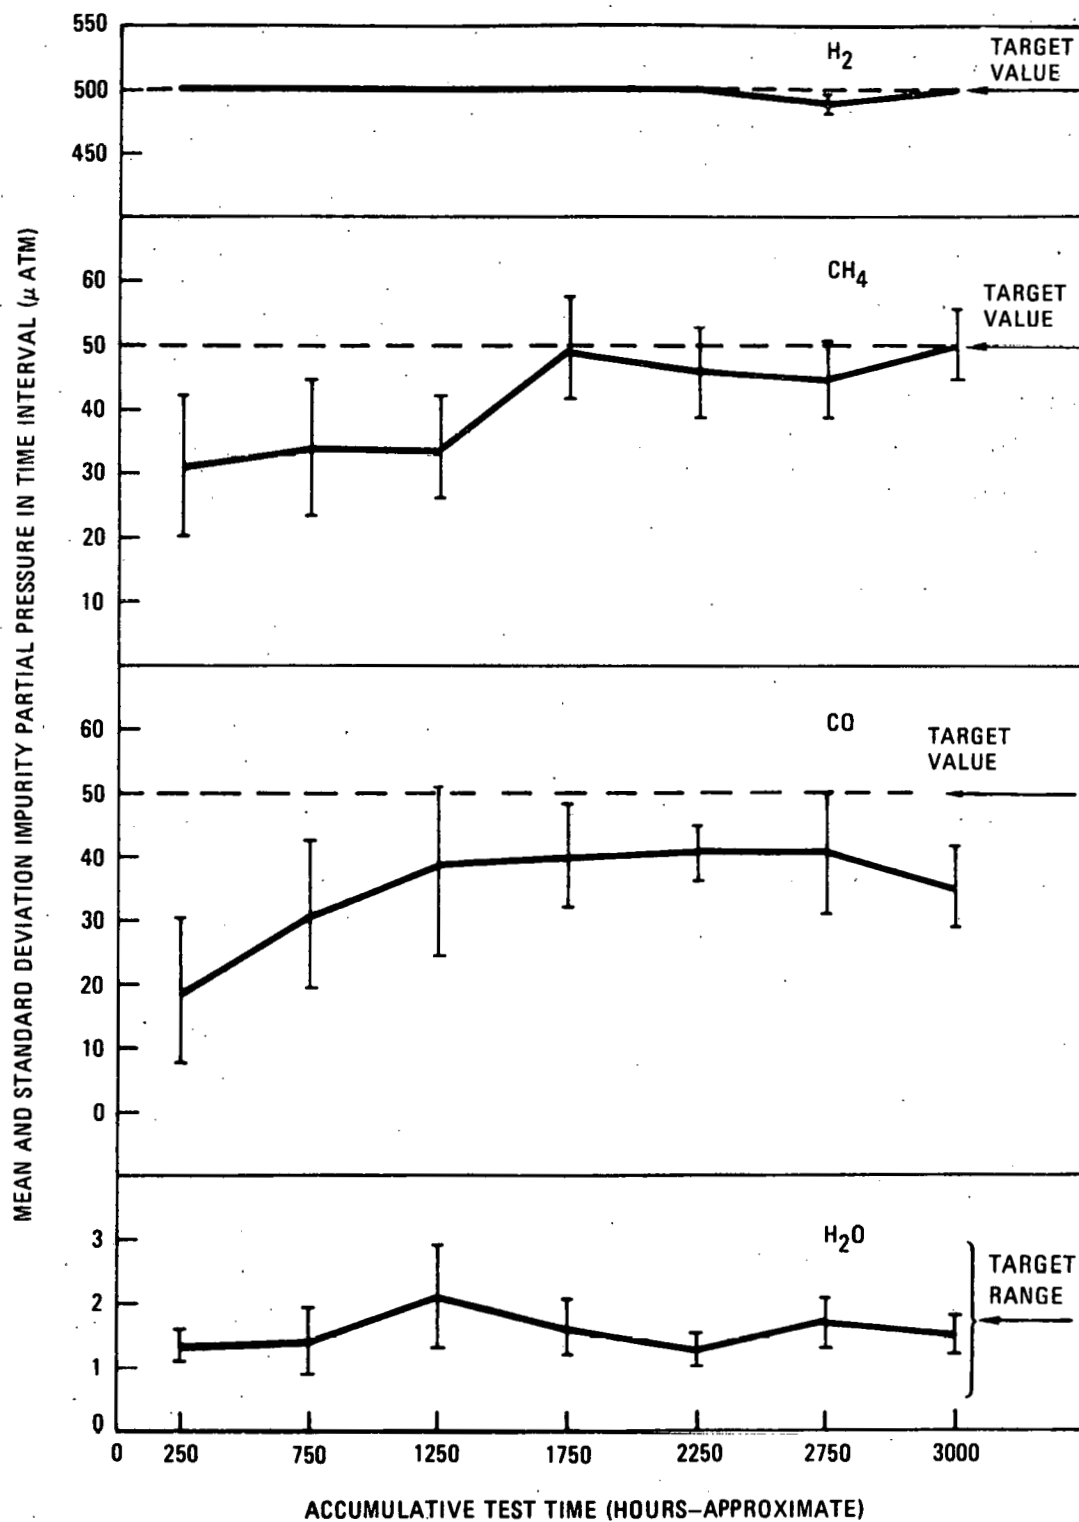 MEAN AND STANDARD DEVIATION IMPURITY PARTIAL PRESSURE IN TIME INTERVAL (μ ATM)
550
500
450
H2
TARGET
VALUE
60
50
40
30
20
10
CH4
TARGET
VALUE
60
50
40
30
20
10
0
CO
TARGET
VALUE
3
2
1
0
H2O
TARGET
RANGE
0 250 750 1250 1750 2250 2750 3000
ACCUMULATIVE TEST TIME (HOURS–APPROXIMATE)